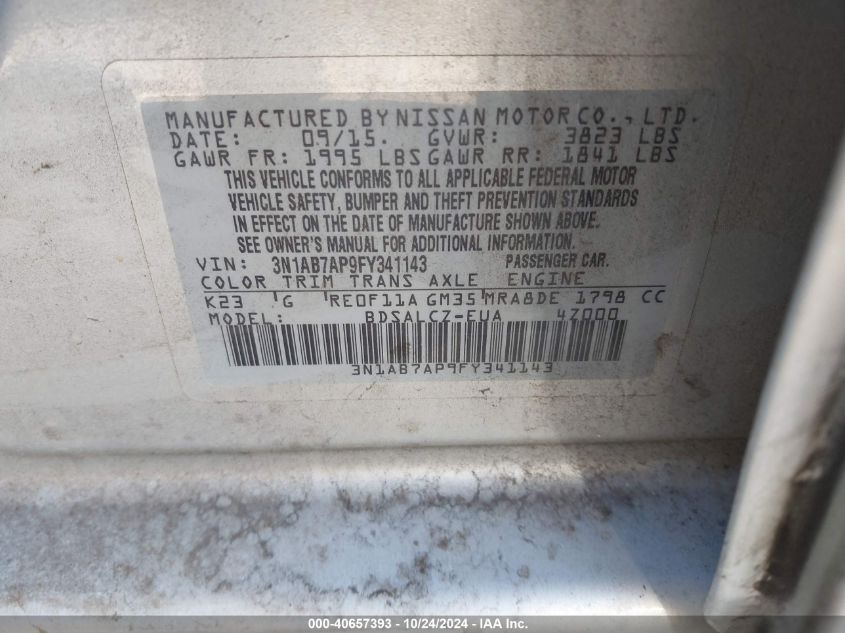 MANUFACTURED BY NISSAN MOTOR CO., LTD.
DATE: 09/15. GVWR: 3823 LBS
GAWR FR: 1995 LBS GAWR RR: 1841 LBS
THIS VEHICLE CONFORMS TO ALL APPLICABLE FEDERAL MOTOR
VEHICLE SAFETY, BUMPER AND THEFT PREVENTION STANDARDS
IN EFFECT ON THE DATE OF MANUFACTURE SHOWN ABOVE.
SEE OWNER'S MANUAL FOR ADDITIONAL INFORMATION.
VIN: 3N1AB7AP9FY341143 PASSENGER CAR.
COLOR TRIM TRANS AXLE ENGINE
K23 G RE0F11A GM35 MRA8DE 1798 CC
MODEL: BDSALCZ-EUA 4Z000
3N1AB7AP9FY341143
000-40657393 - 10/24/2024 - IAA Inc.